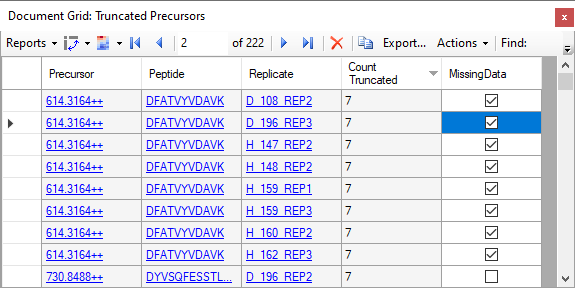 Document Grid: Truncated Precursors
Reports 2 of 222 Export... Actions Find:
Precursor Peptide Replicate Count Truncated MissingData
614.3164++ DFATVYVDAVK D_108_REP2 7
614.3164++ DFATVYVDAVK D_196_REP3 7
614.3164++ DFATVYVDAVK H_147_REP2 7
614.3164++ DFATVYVDAVK H_148_REP2 7
614.3164++ DFATVYVDAVK H_159_REP1 7
614.3164++ DFATVYVDAVK H_159_REP3 7
614.3164++ DFATVYVDAVK H_160_REP2 7
614.3164++ DFATVYVDAVK H_162_REP3 7
730.8488++ DYVSQFESSTL... D_196_REP2 7